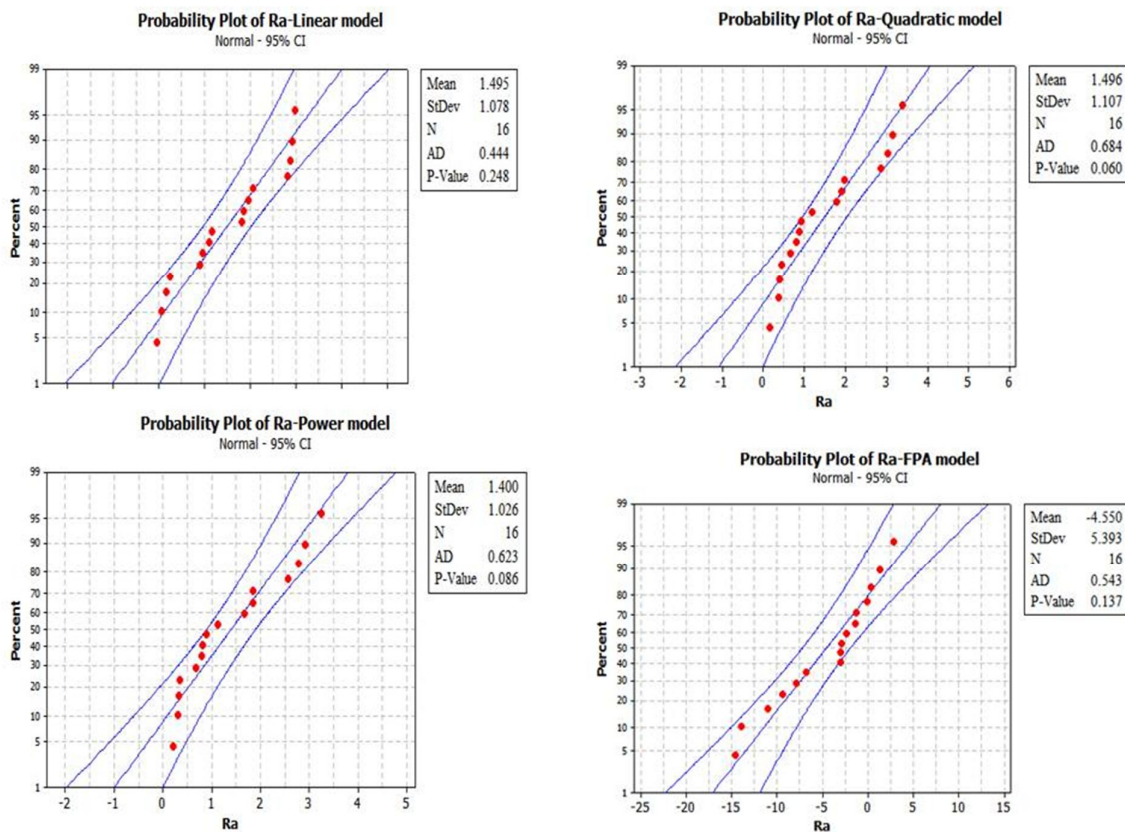 Probability Plot of Ra-Linear model
Normal - 95% CI
99
95
90
80
70
60
50
40
30
20
10
5
1
Percent
-2 -1 0 1 2 3 4 5
Mean 1.495
StDev 1.078
N 16
AD 0.444
P-Value 0.248
Probability Plot of Ra-Quadratic model
Normal - 95% CI
99
95
90
80
70
60
50
40
30
20
10
5
1
Percent
-3 -2 -1 0 1 2 3 4 5 6
Ra
Mean 1.496
StDev 1.107
N 16
AD 0.684
P-Value 0.060
Probability Plot of Ra-Power model
Normal - 95% CI
99
95
90
80
70
60
50
40
30
20
10
5
1
Percent
-2 -1 0 1 2 3 4 5
Ra
Mean 1.400
StDev 1.026
N 16
AD 0.623
P-Value 0.086
Probability Plot of Ra-FPA model
Normal - 95% CI
99
95
90
80
70
60
50
40
30
20
10
5
1
Percent
-25 -20 -15 -10 -5 0 5 10 15
Ra
Mean -4.550
StDev 5.393
N 16
AD 0.543
P-Value 0.137